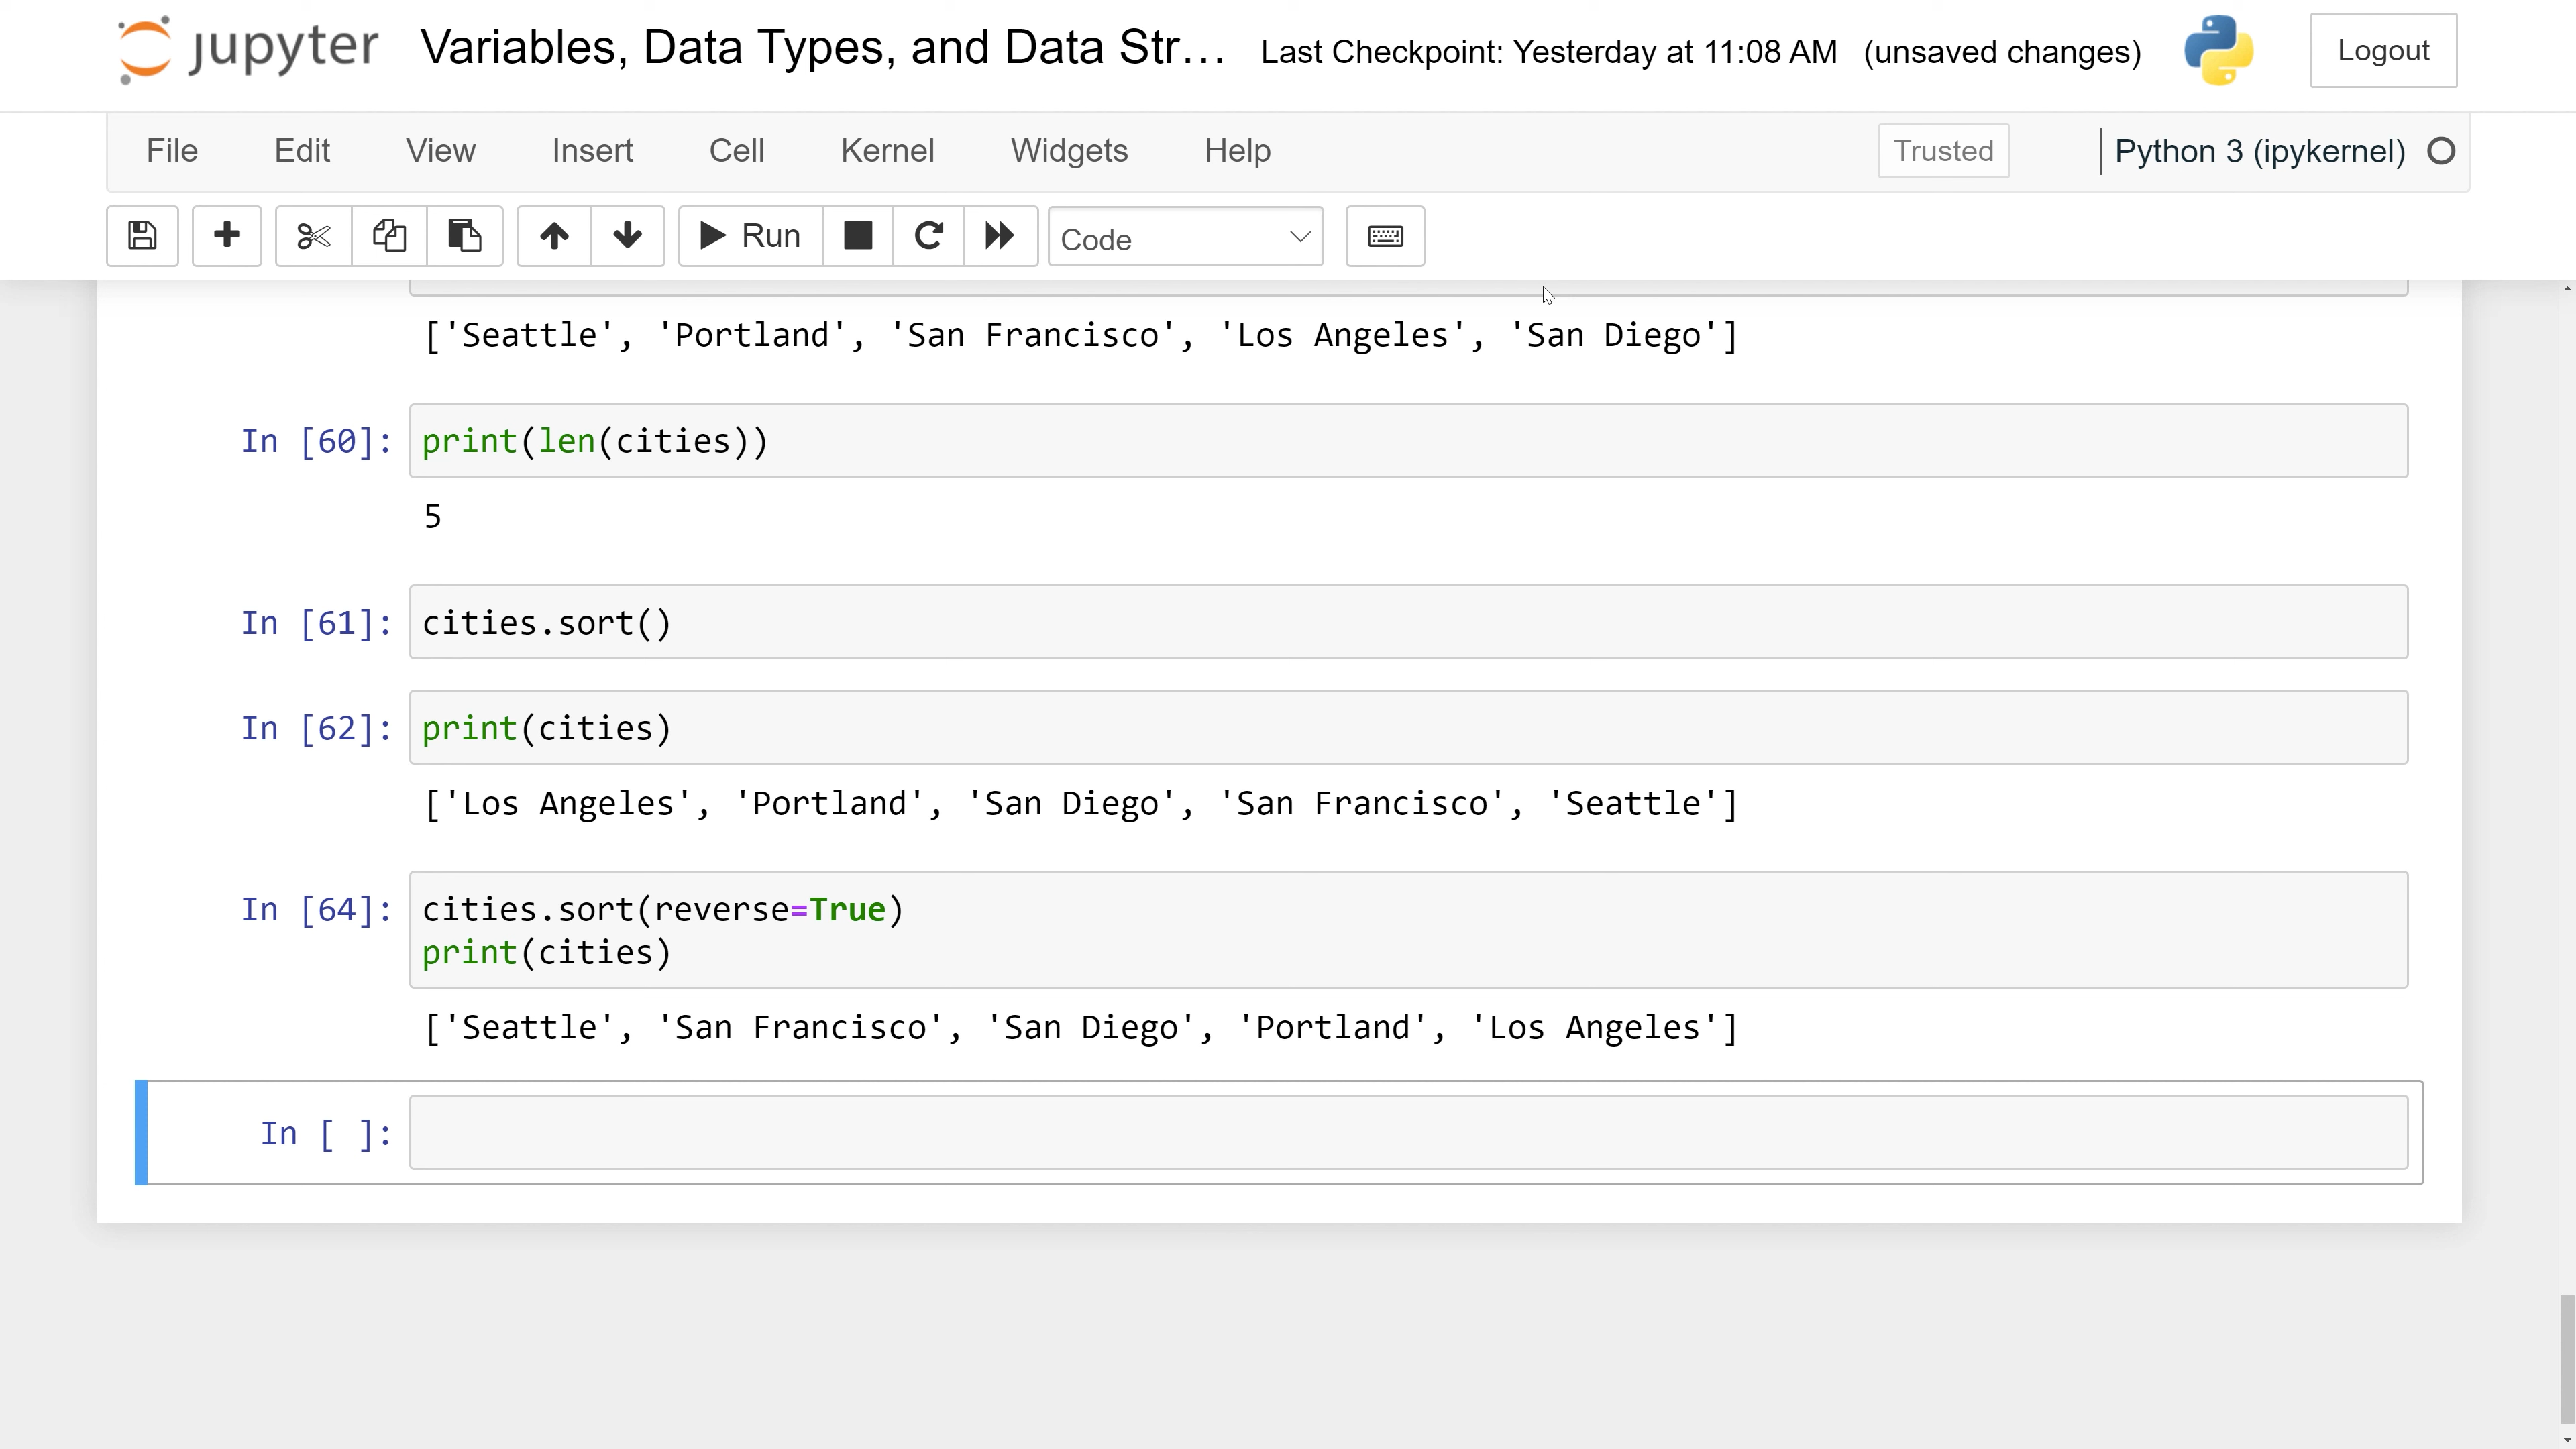 jupyter Variables, Data Types, and Data Str... Last Checkpoint: Yesterday at 11:08 AM (unsaved changes) Logout
File Edit View Insert Cell Kernel Widgets Help Trusted Python 3 (ipykernel)
Run Code
['Seattle', 'Portland', 'San Francisco', 'Los Angeles', 'San Diego']
In [60]: print(len(cities))
5
In [61]: cities.sort()
In [62]: print(cities)
['Los Angeles', 'Portland', 'San Diego', 'San Francisco', 'Seattle']
In [64]: cities.sort(reverse=True)
print(cities)
['Seattle', 'San Francisco', 'San Diego', 'Portland', 'Los Angeles']
In [ ]: